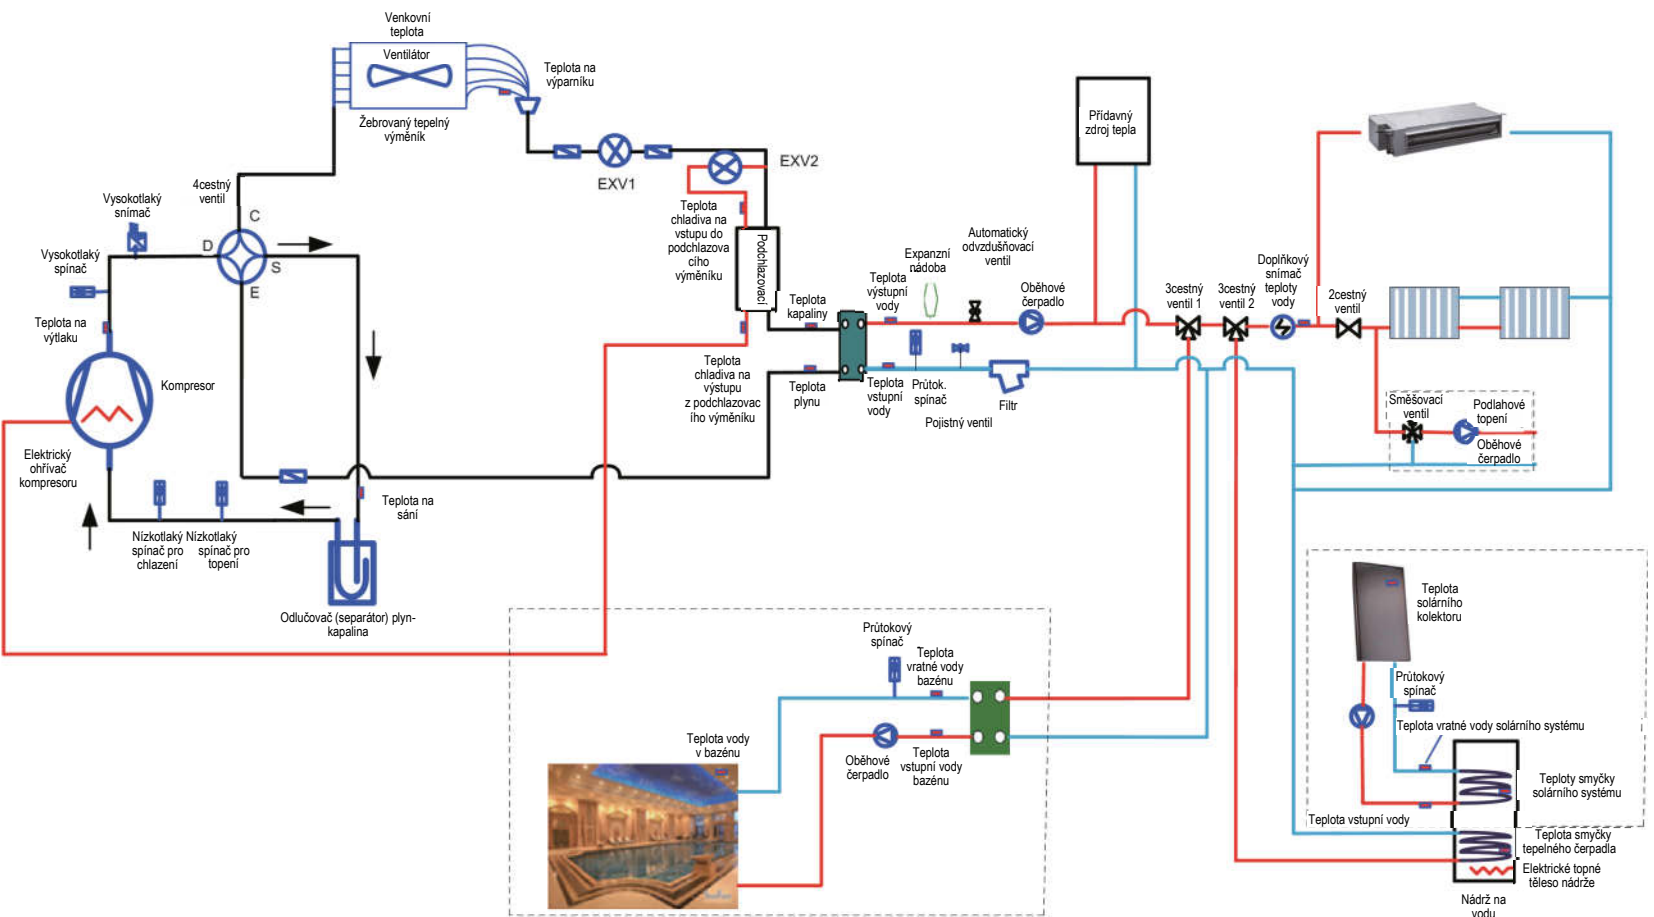 Venkovní
teplota
Ventilátor
Žebrovaný tepelný
výměník
Teplota na
výparníku
EXV1
EXV2
4cestný
ventil
C
D
S
E
Vysokotlaký
snímač
Vysokotlaký
spínač
Teplota na
výtlaku
Kompresor
Elektrický
ohřívač
kompresoru
Nízkotlaký
spínač pro
chlazení
Nízkotlaký
spínač pro
topení
Teplota na
sání
Odlučovač (separátor) plyn-
kapalina
Teplota
chladiva na
vstupu do
podchlazova
cího
výměníku
Podchlazovací
Teplota
chladiva na
výstupu
z podchlazovac
ího výměníku
Teplota
kapaliny
Teplota
plynu
Teplota
výstupní
vody
Teplota
vstupní
vody
Expanzní
nádoba
Automatický
odvzdušňovací
ventil
Oběhové
čerpadlo
Průtok.
spínač
Pojistný ventil
Filtr
Přídavný
zdroj tepla
3cestný
ventil 1
3cestný
ventil 2
Doplňkový
snímač
teploty
vody
2cestný
ventil
Směšovací
ventil
Podlahové
topení
Oběhové
čerpadlo
Teplota
solárního
kolektoru
Průtokový
spínač
Teplota vratné vody solárního systému
Teploty smyčky
solárního systému
Teplota vstupní vody
Teplota smyčky
tepelného čerpadla
Elektrické topné
těleso nádrže
Nádrž na
vodu
Průtokový
spínač
Teplota
vratné vody
bazénu
Teplota vody
v bazénu
Oběhové
čerpadlo
Teplota
vstupní vody
bazénu